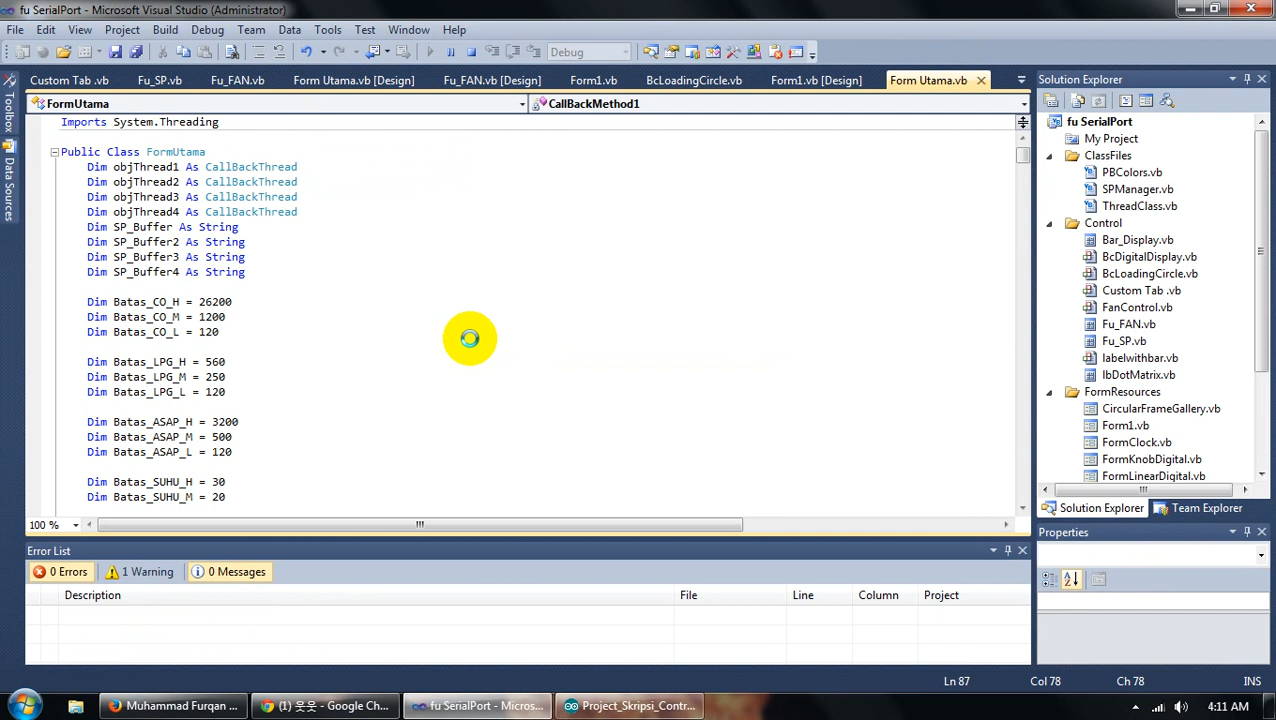 fu SerialPort - Microsoft Visual Studio (Administrator)
File Edit View Project Build Debug Team Data Tools Test Window Help
Debug
Custom Tab .vb Fu_SP.vb Fu_FAN.vb Form Utama.vb [Design] Fu_FAN.vb [Design] Form1.vb BcLoadingCircle.vb Form1.vb [Design] Form Utama.vb
FormUtama CallBackMethod1
Toolbox
Data Sources
Imports System.Threading
Public Class FormUtama
Dim objThread1 As CallBackThread
Dim objThread2 As CallBackThread
Dim objThread3 As CallBackThread
Dim objThread4 As CallBackThread
Dim SP_Buffer As String
Dim SP_Buffer2 As String
Dim SP_Buffer3 As String
Dim SP_Buffer4 As String
Dim Batas_CO_H = 26200
Dim Batas_CO_M = 1200
Dim Batas_CO_L = 120
Dim Batas_LPG_H = 560
Dim Batas_LPG_M = 250
Dim Batas_LPG_L = 120
Dim Batas_ASAP_H = 3200
Dim Batas_ASAP_M = 500
Dim Batas_ASAP_L = 120
Dim Batas_SUHU_H = 30
Dim Batas_SUHU_M = 20
100 %
Solution Explorer
fu SerialPort
My Project
ClassFiles
PBColors.vb
SPManager.vb
ThreadClass.vb
Control
Bar_Display.vb
BcDigitalDisplay.vb
BcLoadingCircle.vb
Custom Tab .vb
FanControl.vb
Fu_FAN.vb
Fu_SP.vb
labelwithbar.vb
lbDotMatrix.vb
FormResources
CircularFrameGallery.vb
Form1.vb
FormClock.vb
FormKnobDigital.vb
FormLinearDigital.vb
Solution Explorer Team Explorer
Properties
Error List
0 Errors 1 Warning 0 Messages
Description File Line Column Project
Ln 87 Col 78 Ch 78 INS
Muhammad Furqan ... (1) 웃웃 - Google Ch... fu SerialPort - Micros... Project_Skripsi_Contr... 4:11 AM